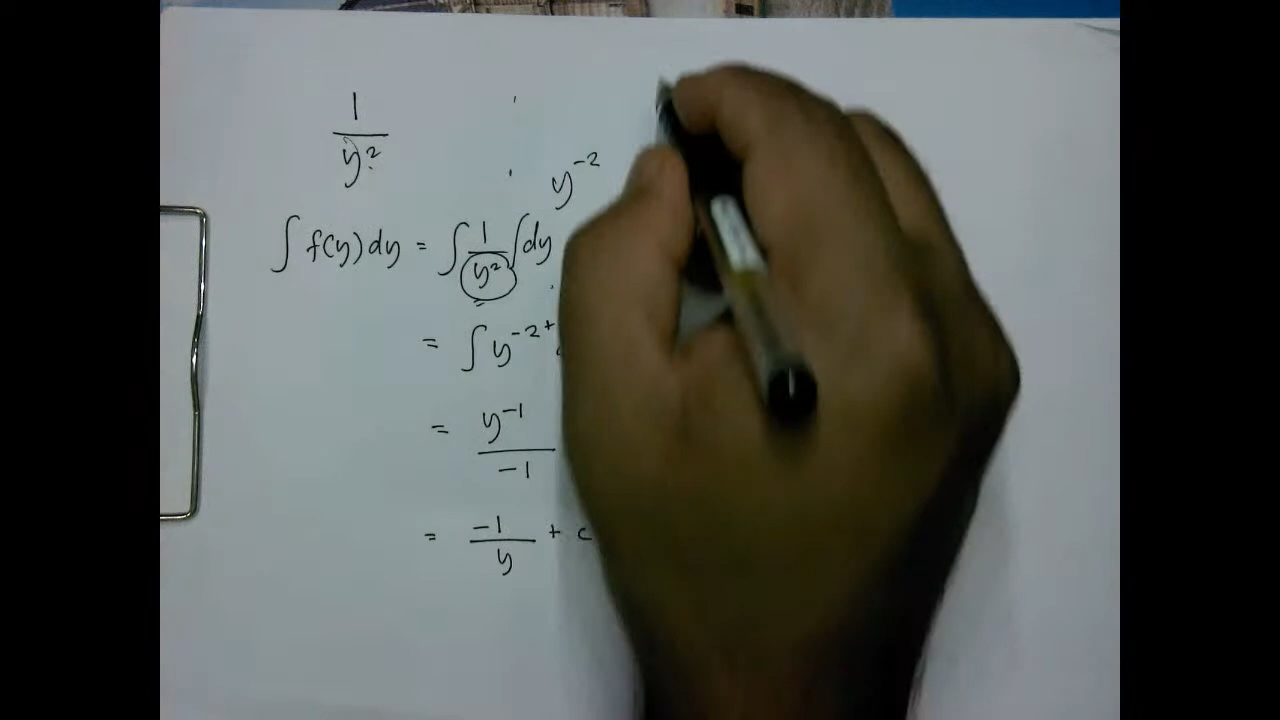 1/y²
y⁻²
∫ f(y) dy = ∫ 1/y² ∫ dy
= ∫ y⁻²⁺
= y⁻¹/-1
= -1/y + c